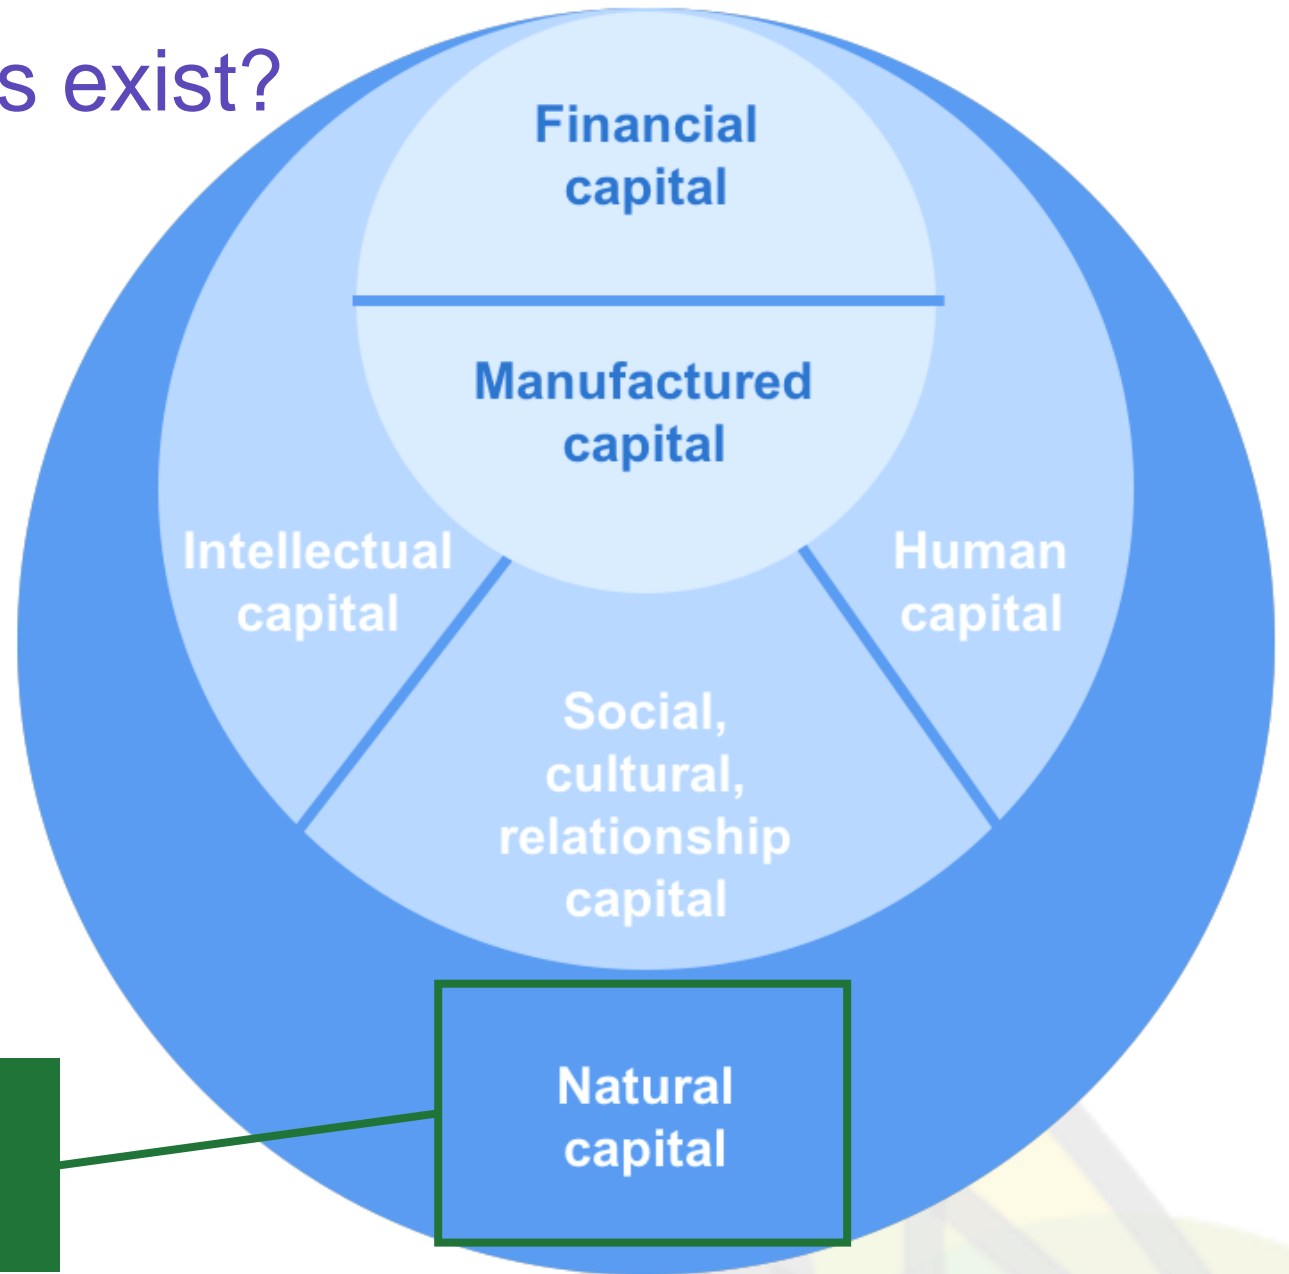 s exist?
Financial
capital
Manufactured
capital
Intellectual
capital
Human
capital
Social,
cultural,
relationship
capital
Natural
capital